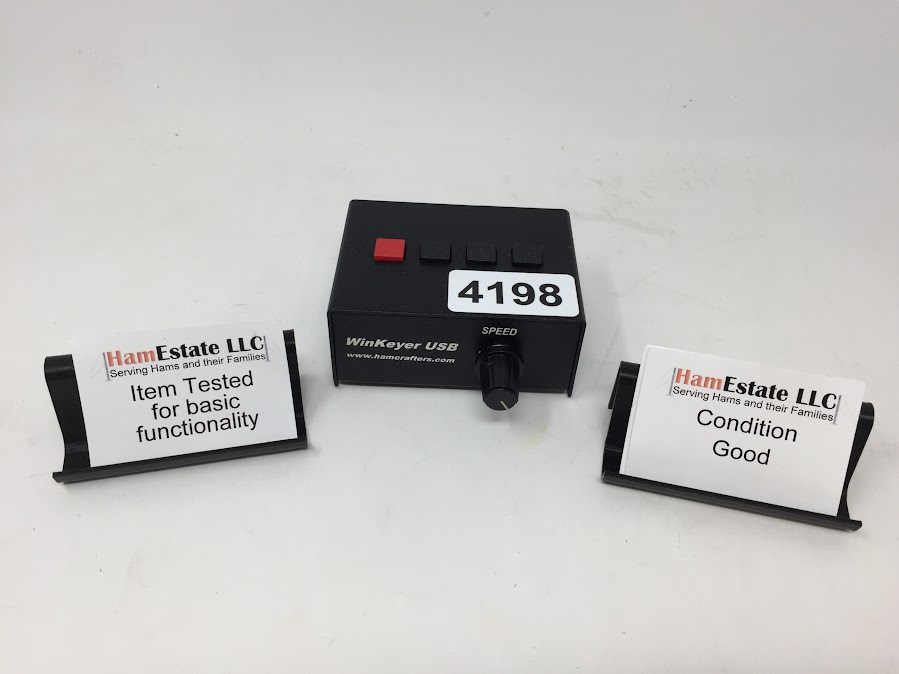 4198
SPEED
WinKeyer USB
www.hamcrafters.com
HamEstate LLC
Serving Hams and their Families
Item Tested
for basic
functionality
HamEstate LLC
Serving Hams and their Families
Condition
Good